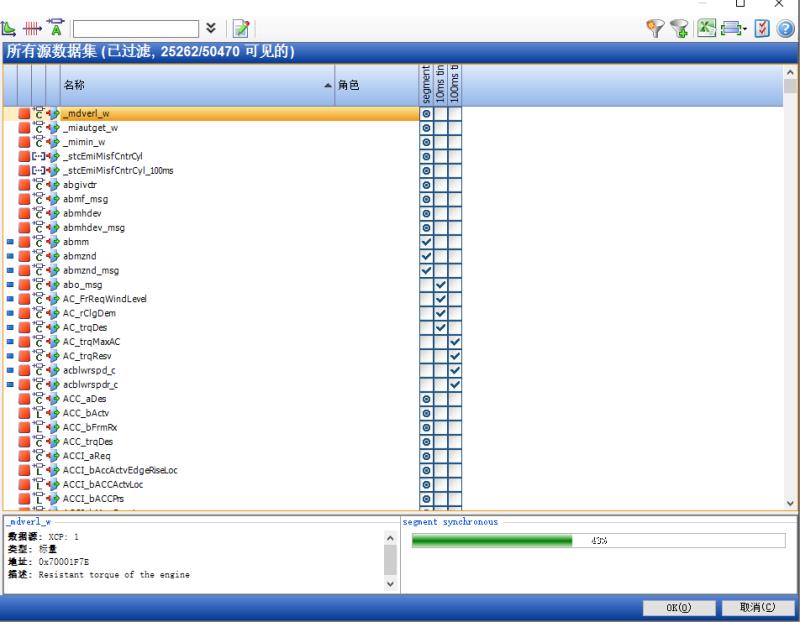 所有源数据集 (已过滤, 25262/50470 可见的)
名称
角色
segment
10ms tin
100ms ti
_mdverl_w
_miautget_w
_mimin_w
_stcEmiMisfCntrCyl
_stcEmiMisfCntrCyl_100ms
abgivctr
abmf_msg
abmhdev
abmhdev_msg
abmm
abmznd
abmznd_msg
abo_msg
AC_FrReqWindLevel
AC_rClgDem
AC_trqDes
AC_trqMaxAC
AC_trqResv
acblwrspd_c
acblwrspdr_c
ACC_aDes
ACC_bActv
ACC_bFrmRx
ACC_trqDes
ACCI_aReq
ACCI_bAccActvEdgeRiseLoc
ACCI_bACCActvLoc
ACCI_bACCPrs
_mdverl_w
数据源: XCP: 1
类型: 标量
地址: 0x70001F7E
描述: Resistant torque of the engine
segment synchronous
43%
OK(O)
取消(C)